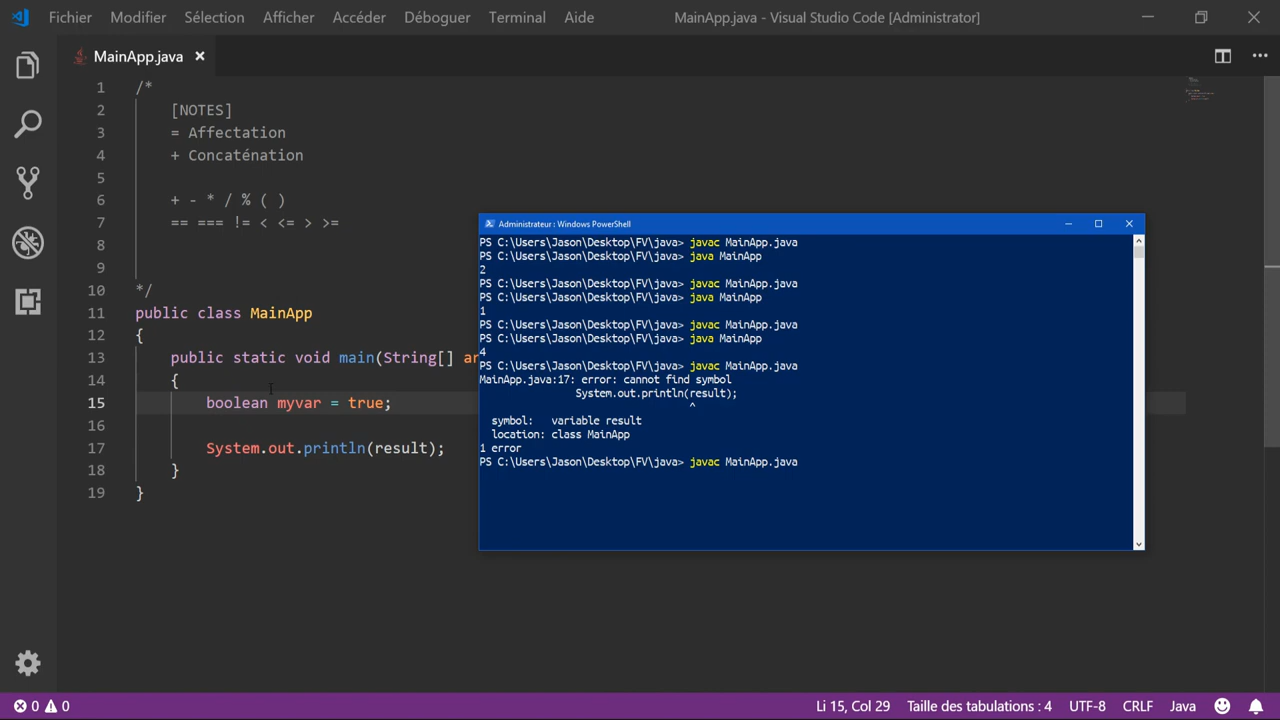 Fichier Modifier Sélection Afficher Accéder Déboguer Terminal Aide MainApp.java - Visual Studio Code [Administrator]
MainApp.java
1 /*
2 [NOTES]
3 = Affectation
4 + Concaténation
5
6 + - * / % ( )
7 == === != < <= > >=
8
9
10 */
11 public class MainApp
12 {
13 public static void main(String[] ar
14 {
15 boolean myvar = true;
16
17 System.out.println(result);
18 }
19 }
Administrateur : Windows PowerShell
PS C:\Users\Jason\Desktop\FV\java> javac MainApp.java
PS C:\Users\Jason\Desktop\FV\java> java MainApp
2
PS C:\Users\Jason\Desktop\FV\java> javac MainApp.java
PS C:\Users\Jason\Desktop\FV\java> java MainApp
1
PS C:\Users\Jason\Desktop\FV\java> javac MainApp.java
PS C:\Users\Jason\Desktop\FV\java> java MainApp
4
PS C:\Users\Jason\Desktop\FV\java> javac MainApp.java
MainApp.java:17: error: cannot find symbol
System.out.println(result);
^
symbol: variable result
location: class MainApp
1 error
PS C:\Users\Jason\Desktop\FV\java> javac MainApp.java
0 0 Li 15, Col 29 Taille des tabulations : 4 UTF-8 CRLF Java